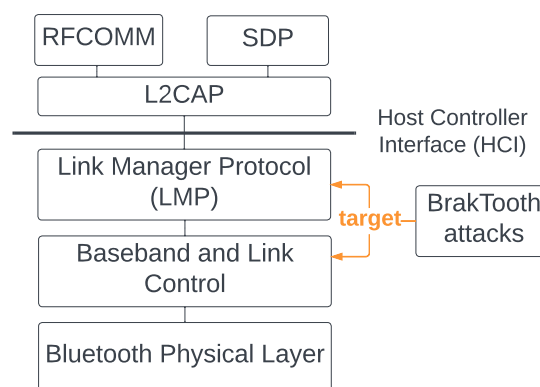 RFCOMM
SDP
L2CAP
Host Controller
Interface (HCI)
Link Manager Protocol
(LMP)
target
BrakTooth
attacks
Baseband and Link
Control
Bluetooth Physical Layer